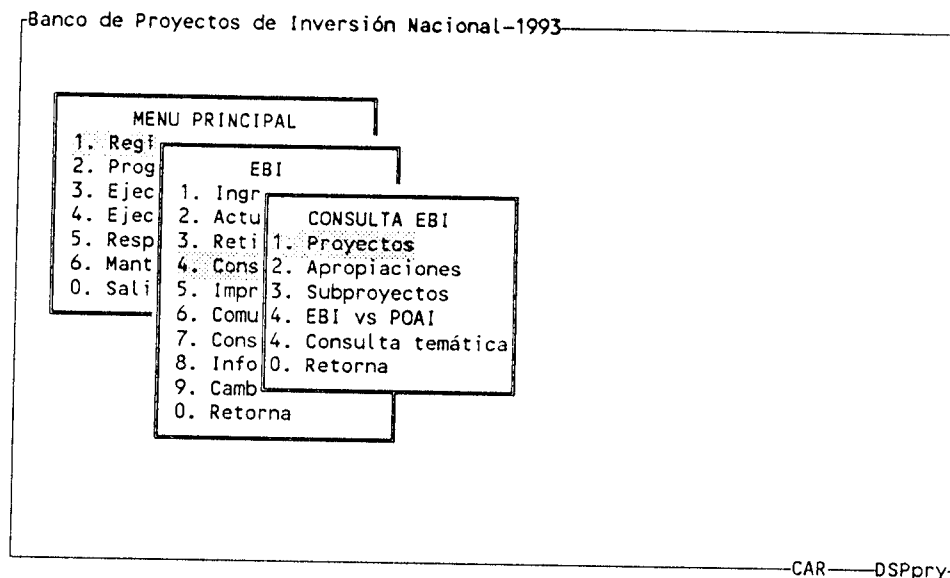 Banco de Proyectos de Inversión Nacional-1993
MENU PRINCIPAL
1. Regi
2. Prog
3. Ejec
4. Ejec
5. Resp
6. Mant
0. Sali
EBI
1. Ingr
2. Actu
3. Reti
4. Cons
5. Impr
6. Comu
7. Cons
8. Info
9. Camb
0. Retorna
CONSULTA EBI
1. Proyectos
2. Apropiaciones
3. Subproyectos
4. EBI vs POAI
4. Consulta temática
0. Retorna
CAR DSPpry